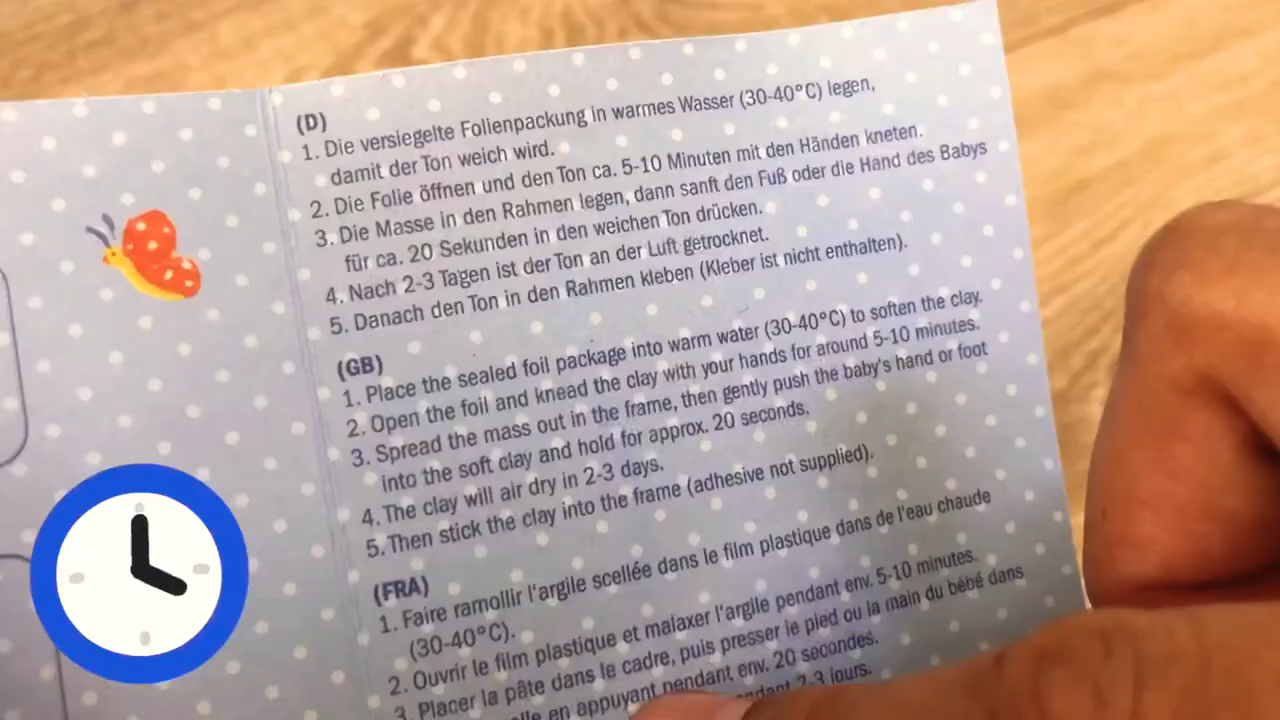 (D)
1. Die versiegelte Folienpackung in warmes Wasser (30-40°C) legen,
damit der Ton weich wird.
2. Die Folie öffnen und den Ton ca. 5-10 Minuten mit den Händen kneten.
3. Die Masse in den Rahmen legen, dann sanft den Fuß oder die Hand des Babys
für ca. 20 Sekunden in den weichen Ton drücken.
4. Nach 2-3 Tagen ist der Ton an der Luft getrocknet.
5. Danach den Ton in den Rahmen kleben (Kleber ist nicht enthalten).
(GB)
1. Place the sealed foil package into warm water (30-40°C) to soften the clay.
2. Open the foil and knead the clay with your hands for around 5-10 minutes.
3. Spread the mass out in the frame, then gently push the baby's hand or foot
into the soft clay and hold for approx. 20 seconds.
4. The clay will air dry in 2-3 days.
5. Then stick the clay into the frame (adhesive not supplied).
(FRA)
1. Faire ramollir l'argile scellée dans le film plastique dans de l'eau chaude
(30-40°C).
2. Ouvrir le film plastique et malaxer l'argile pendant env. 5-10 minutes.
3. Placer la pâte dans le cadre, puis presser le pied ou la main du bébé dans
en appuyant pendant env. 20 secondes.
2-3 jours.